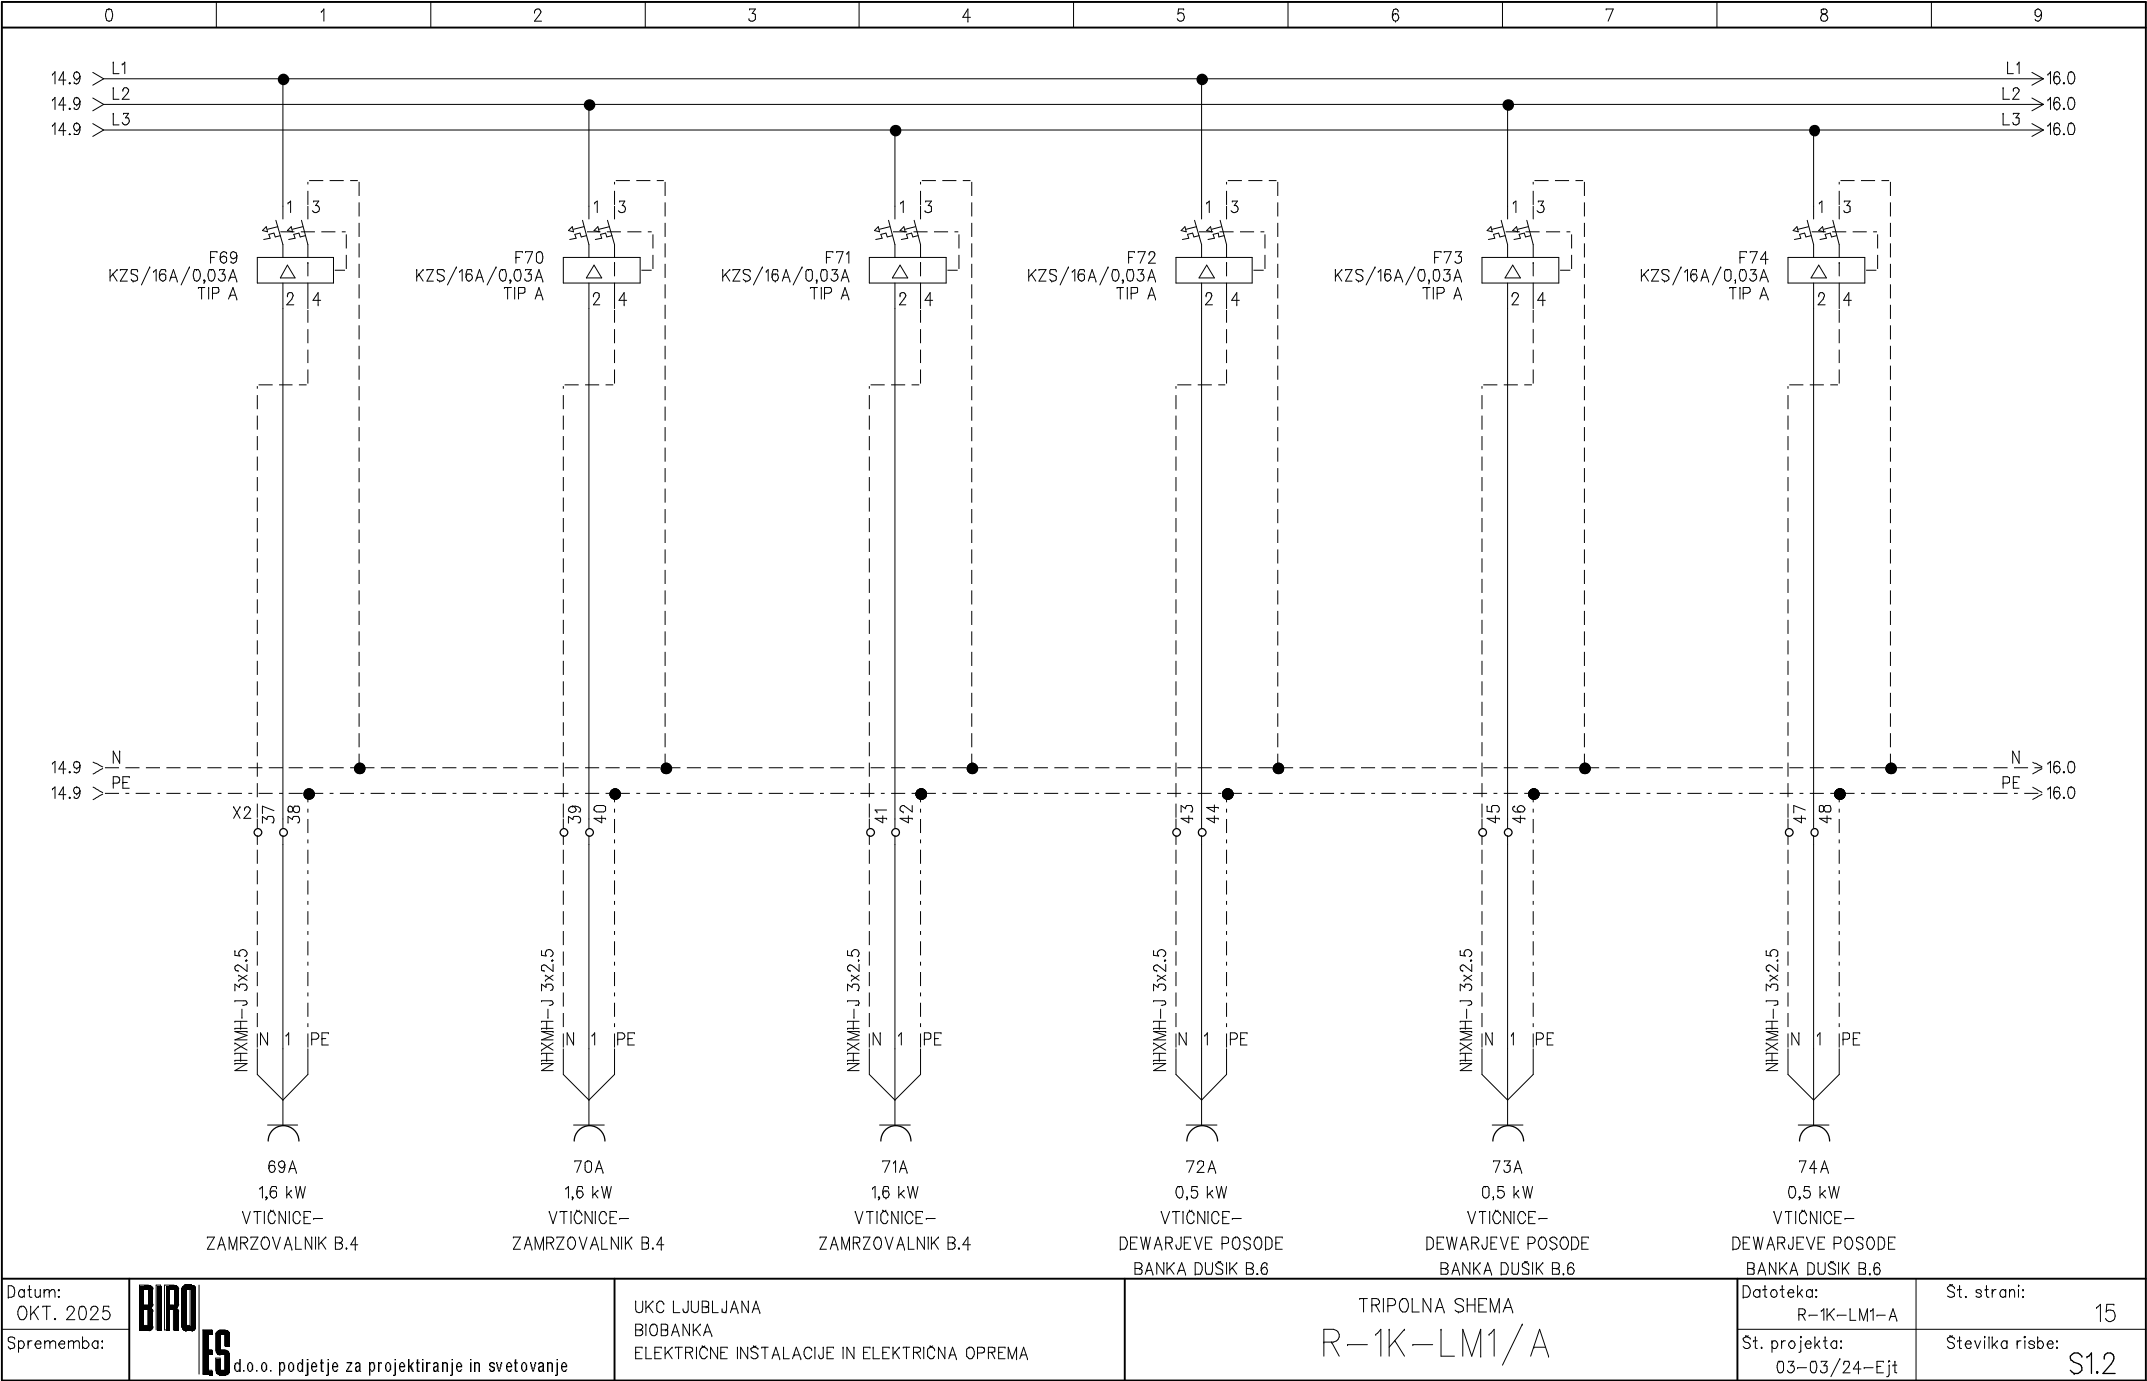 0 1 2 3 4 5 6 7 8 9
14.9 L1 L1 16.0
14.9 L2 L2 16.0
14.9 L3 L3 16.0
1 3 1 3 1 3 1 3 1 3 1 3
F69 F70 F71 F72 F73 F74
KZS/16A/0,03A KZS/16A/0,03A KZS/16A/0,03A KZS/16A/0,03A KZS/16A/0,03A KZS/16A/0,03A
TIP A TIP A TIP A TIP A TIP A TIP A
2 4 2 4 2 4 2 4 2 4 2 4
14.9 N N 16.0
14.9 PE PE 16.0
X2 37 38 39 40 41 42 43 44 45 46 47 48
NHXMH-J 3x2.5 NHXMH-J 3x2.5 NHXMH-J 3x2.5 NHXMH-J 3x2.5 NHXMH-J 3x2.5 NHXMH-J 3x2.5
N 1 PE N 1 PE N 1 PE N 1 PE N 1 PE N 1 PE
69A 70A 71A 72A 73A 74A
1,6 kW 1,6 kW 1,6 kW 0,5 kW 0,5 kW 0,5 kW
VTIČNICE- VTIČNICE- VTIČNICE- VTIČNICE- VTIČNICE- VTIČNICE-
ZAMRZOVALNIK B.4 ZAMRZOVALNIK B.4 ZAMRZOVALNIK B.4 DEWARJEVE POSODE DEWARJEVE POSODE DEWARJEVE POSODE
BANKA DUŠIK B.6 BANKA DUŠIK B.6 BANKA DUŠIK B.6
Datum:
OKT. 2025
Sprememba:
BIRO
ES d.o.o. podjetje za projektiranje in svetovanje
UKC LJUBLJANA
BIOBANKA
ELEKTRIČNE INŠTALACIJE IN ELEKTRIČNA OPREMA
TRIPOLNA SHEMA
R-1K-LM1/A
Datoteka:
R-1K-LM1-A
Št. projekta:
03-03/24-Ejt
Št. strani:
15
Številka risbe:
S1.2